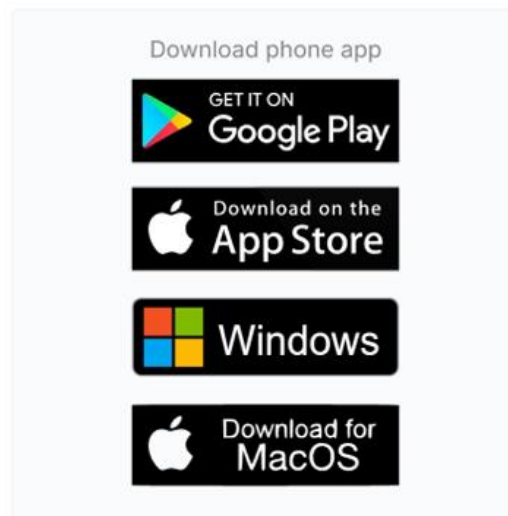 Download phone app
GET IT ON
Google Play
Download on the
App Store
Windows
Download for
MacOS